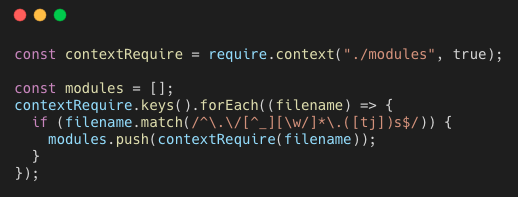 const contextRequire = require.context("./modules", true);
const modules = [];
contextRequire.keys().forEach((filename) => {
  if (filename.match(/^\.\/[^_][\w/]*\.([tj])s$/)) {
    modules.push(contextRequire(filename));
  }
});